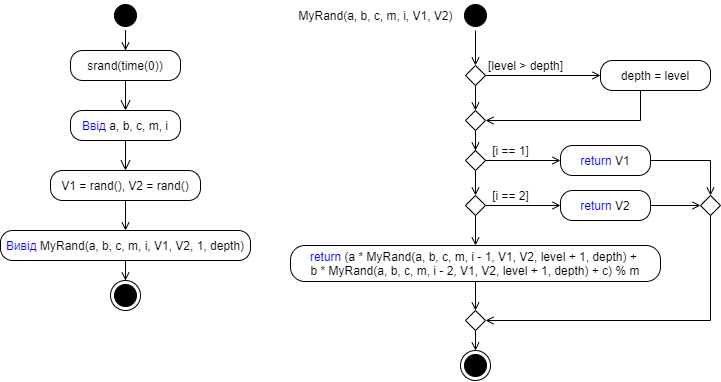 srand(time(0))
Ввід a, b, c, m, i
V1 = rand(), V2 = rand()
Вивід MyRand(a, b, c, m, i, V1, V2, 1, depth)
MyRand(a, b, c, m, i, V1, V2)
[level > depth]
depth = level
[i == 1]
return V1
[i == 2]
return V2
return (a * MyRand(a, b, c, m, i - 1, V1, V2, level + 1, depth) +
b * MyRand(a, b, c, m, i - 2, V1, V2, level + 1, depth) + c) % m